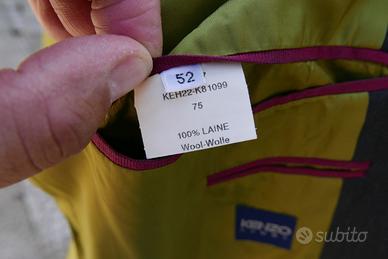 52
KEH22-K81099
75
100% LAINE
Wool-Wolle
KENZO
subito